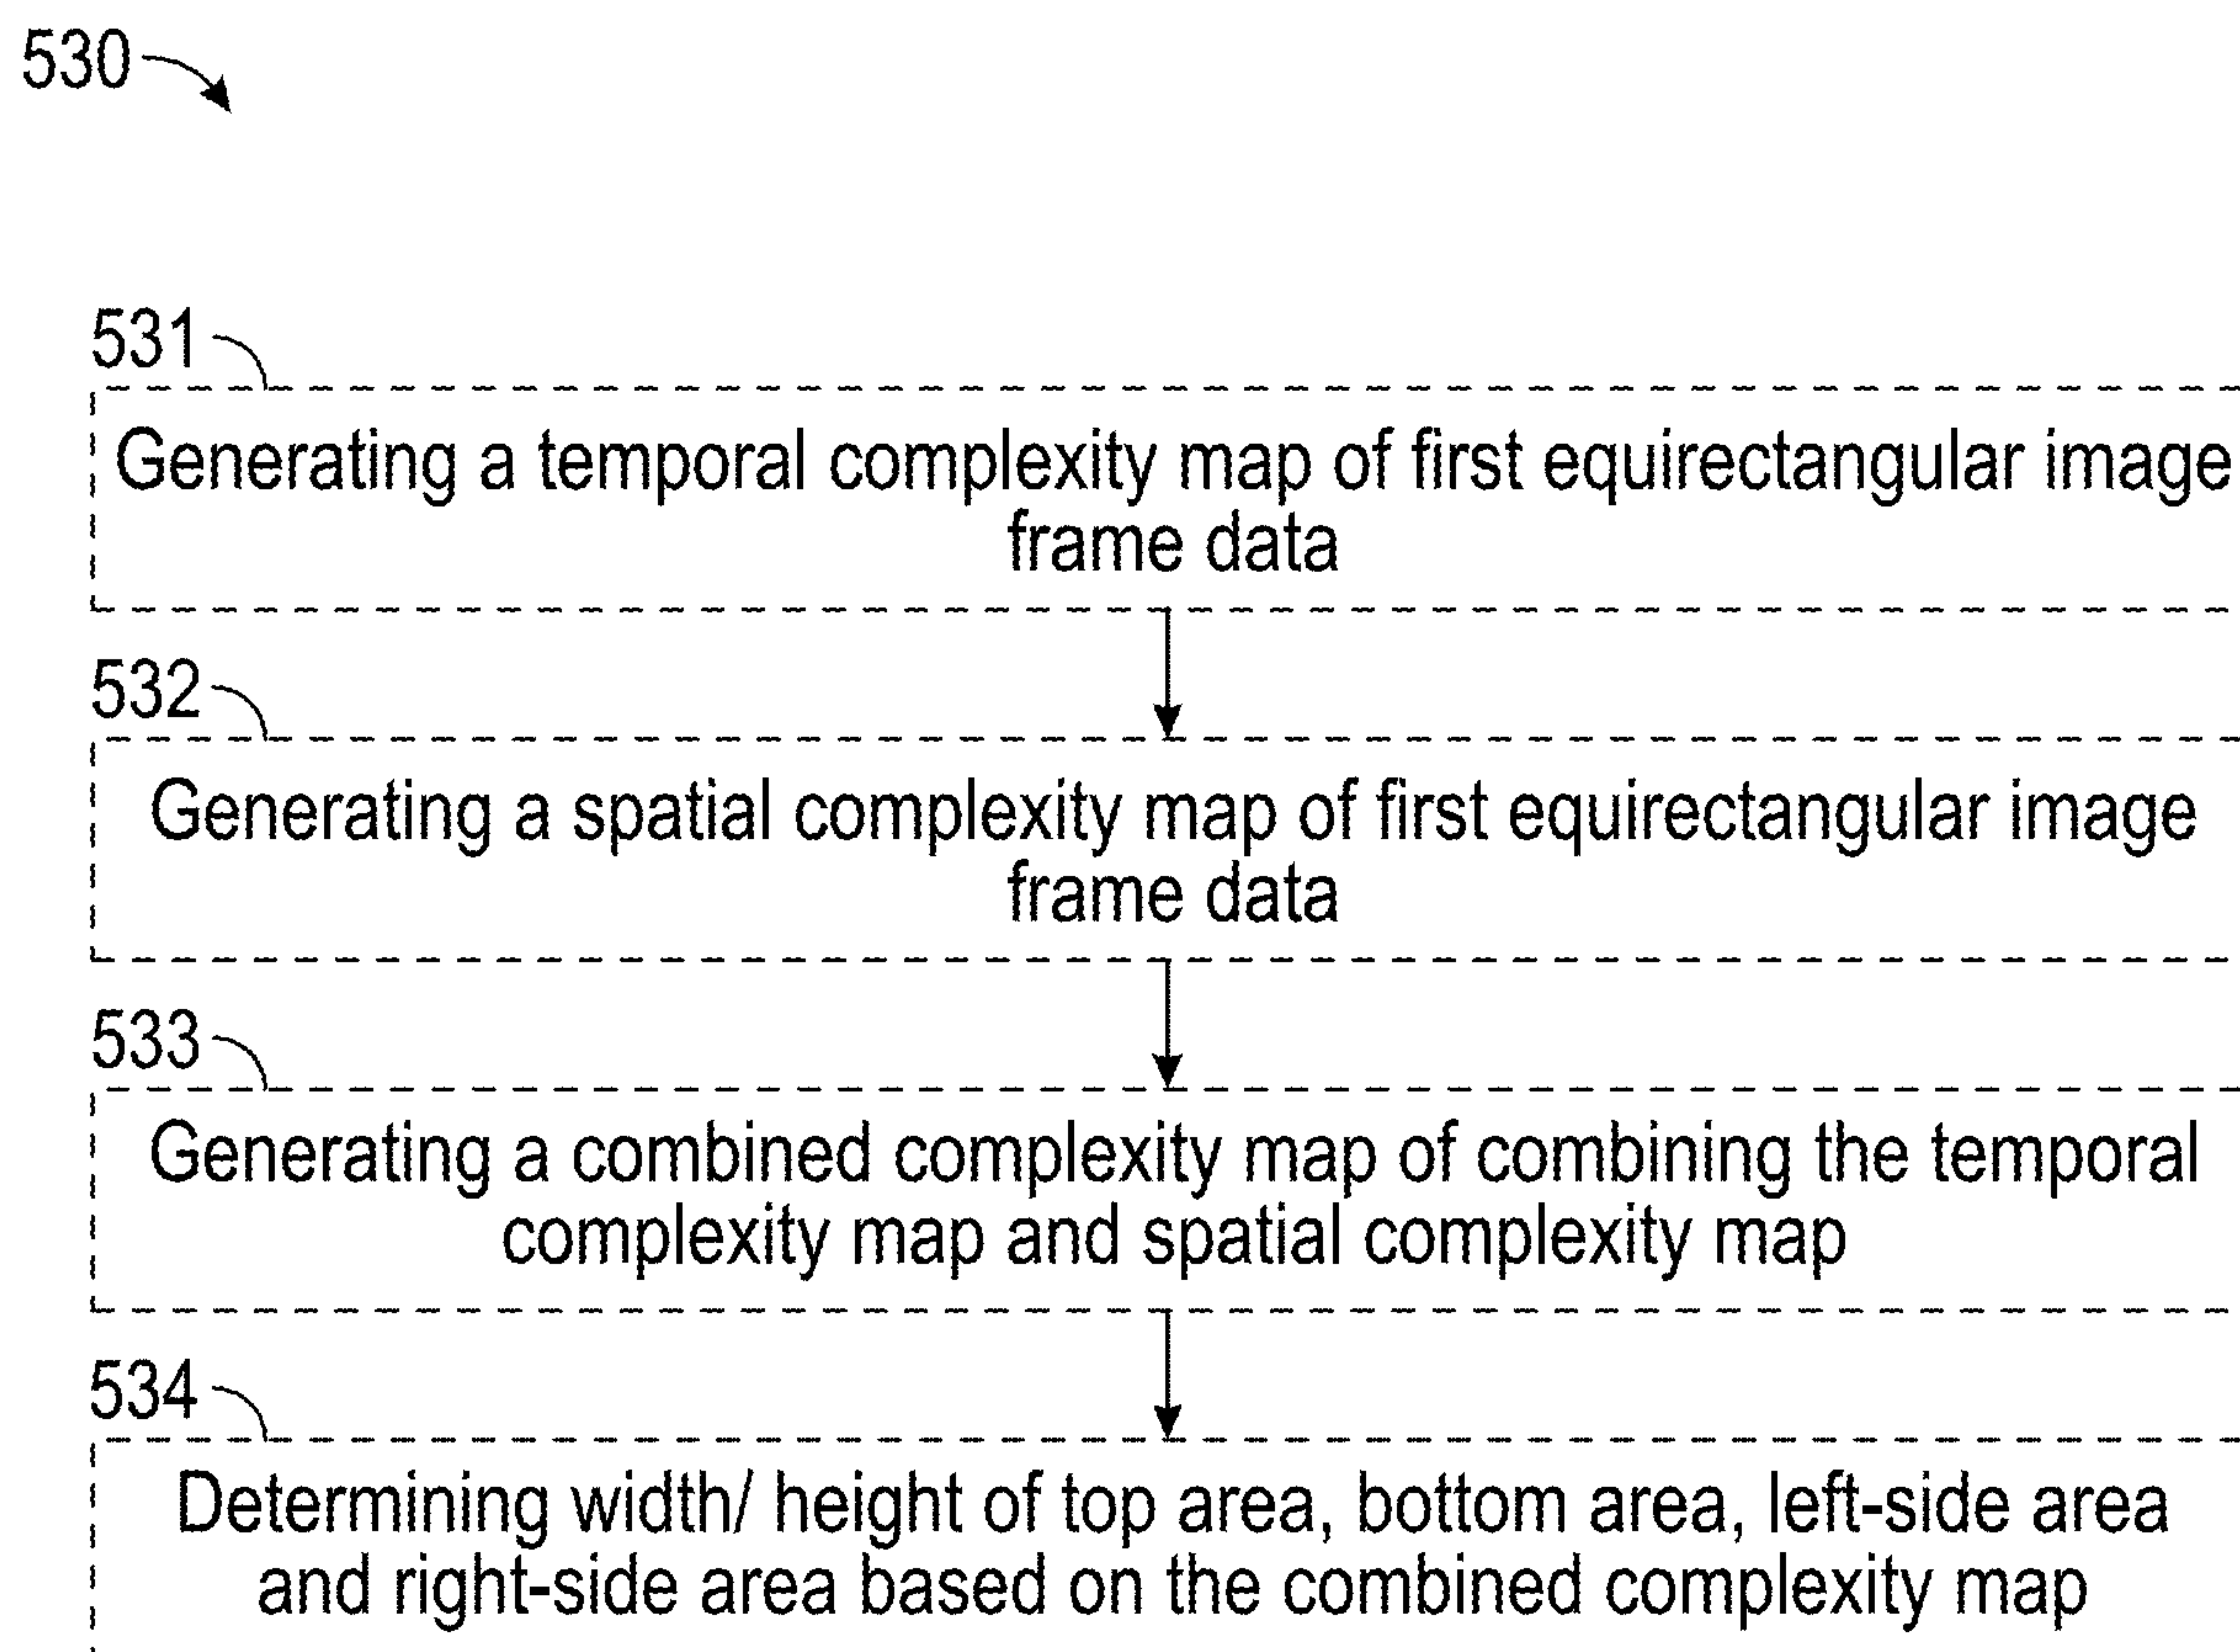 530
531
Generating a temporal complexity map of first equirectangular image
frame data
532
Generating a spatial complexity map of first equirectangular image
frame data
533
Generating a combined complexity map of combining the temporal
complexity map and spatial complexity map
534
Determining width/ height of top area, bottom area, left-side area
and right-side area based on the combined complexity map